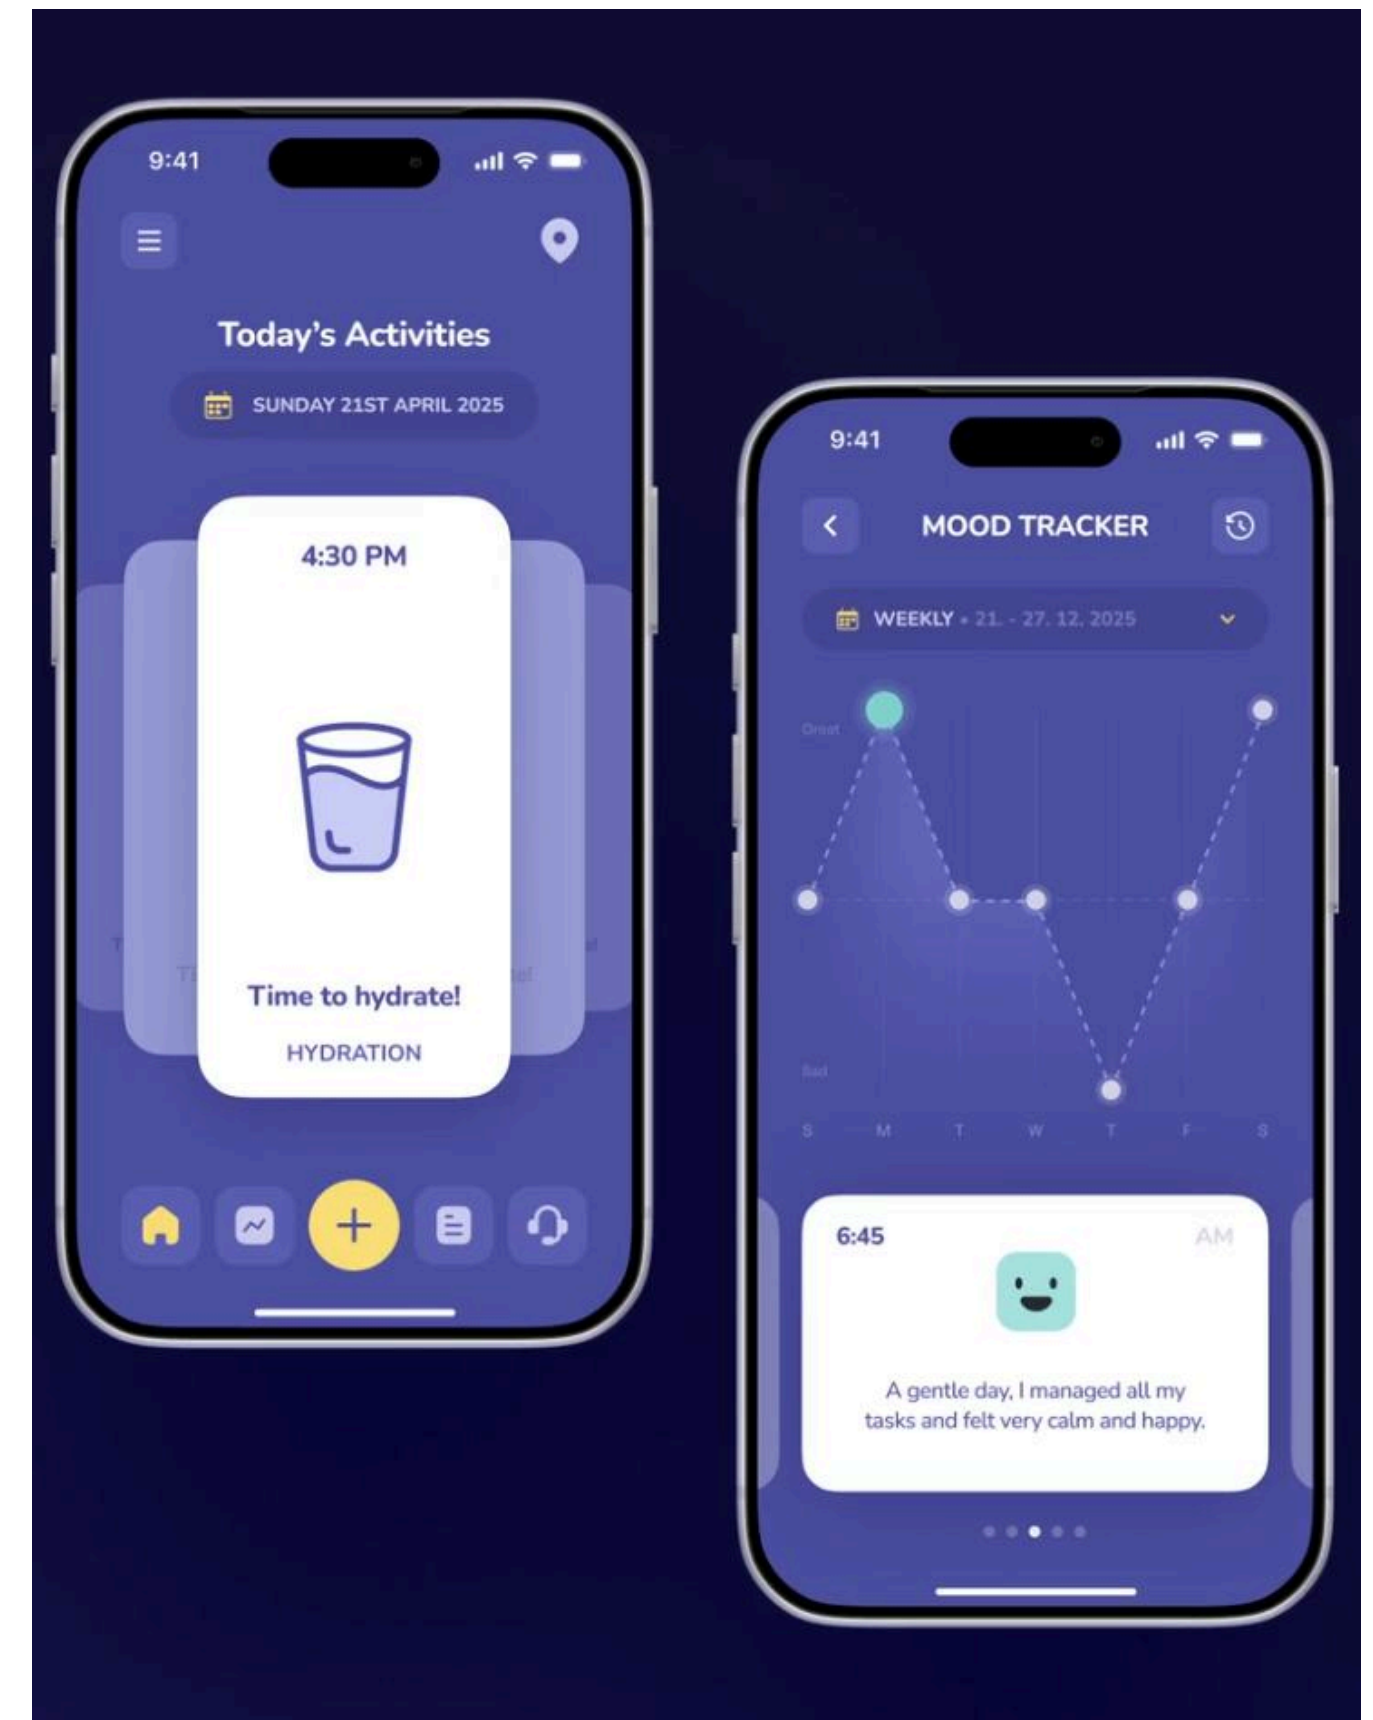 9:41
Today's Activities
SUNDAY 21ST APRIL 2025
4:30 PM
Time to hydrate!
HYDRATION
9:41
MOOD TRACKER
WEEKLY • 21. - 27. 12. 2025
Great
Bad
S M T W T F S
6:45 AM
A gentle day, I managed all my
tasks and felt very calm and happy.